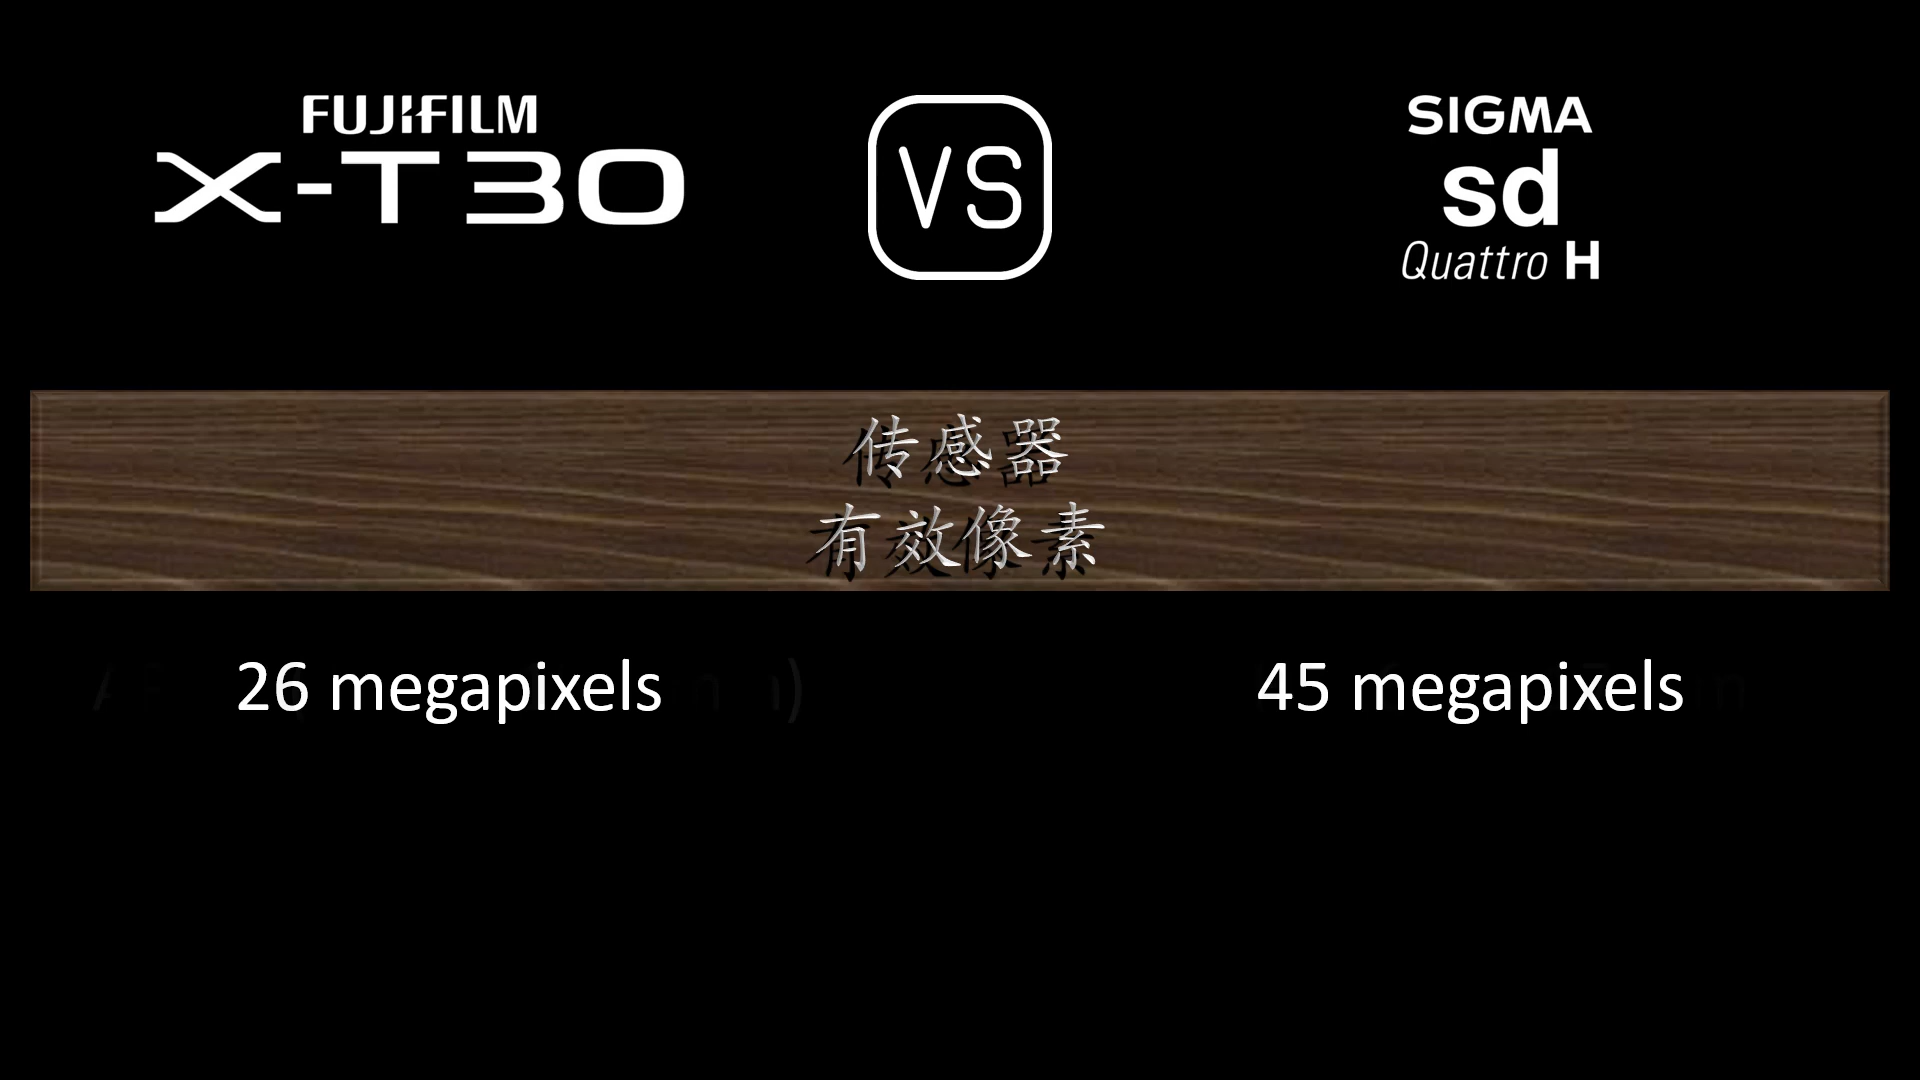 FUJIFILM
X-T30
VS
SIGMA
sd
Quattro H
传感器
有效像素
26 megapixels
45 megapixels